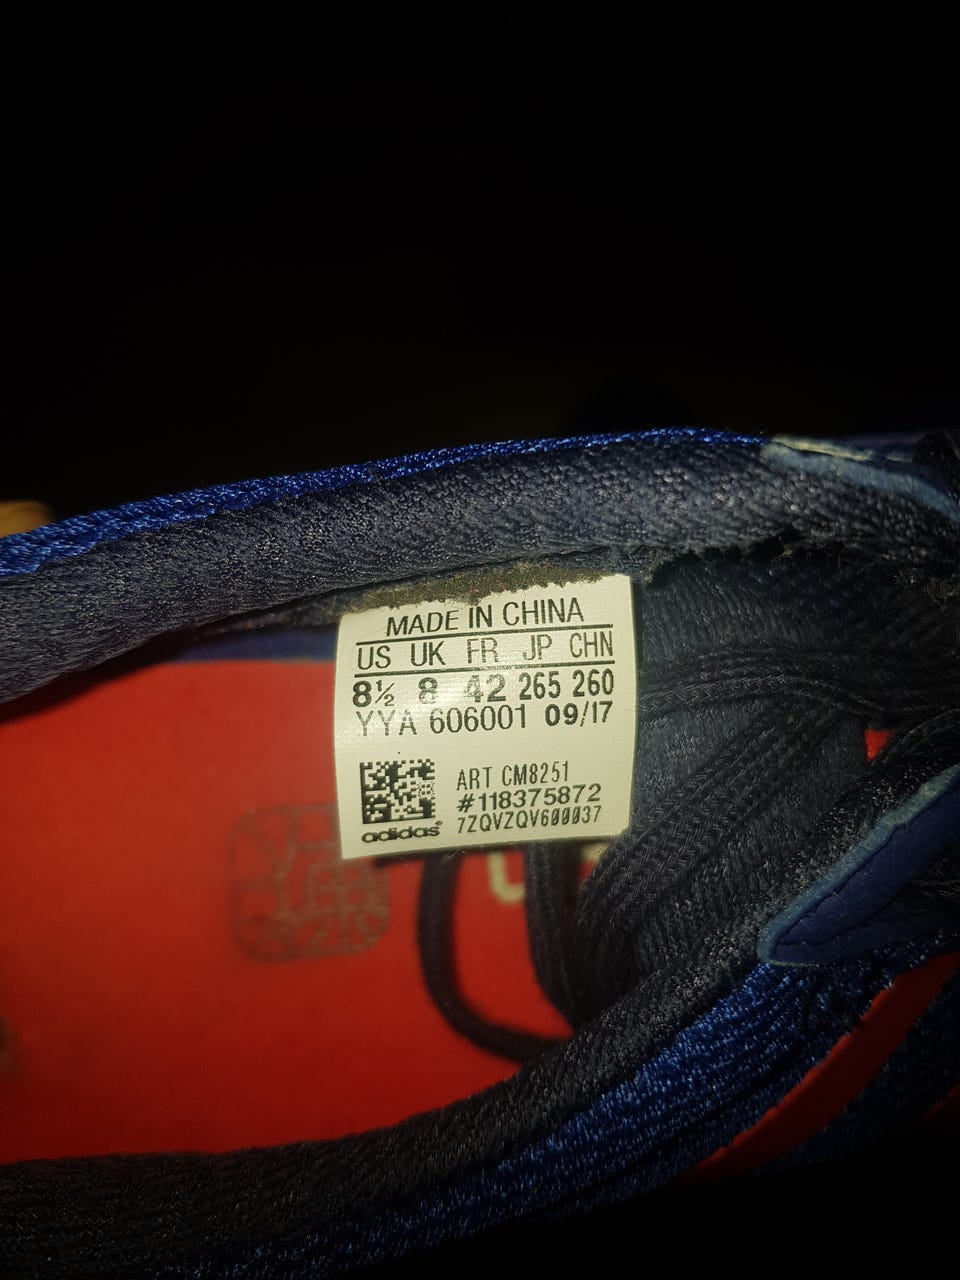 MADE IN CHINA
US UK FR JP CHN
8½ 8 42 265 260
YYA 606001 09/17
ART CM8251
#118375872
adidas® 7ZQVZQV600037